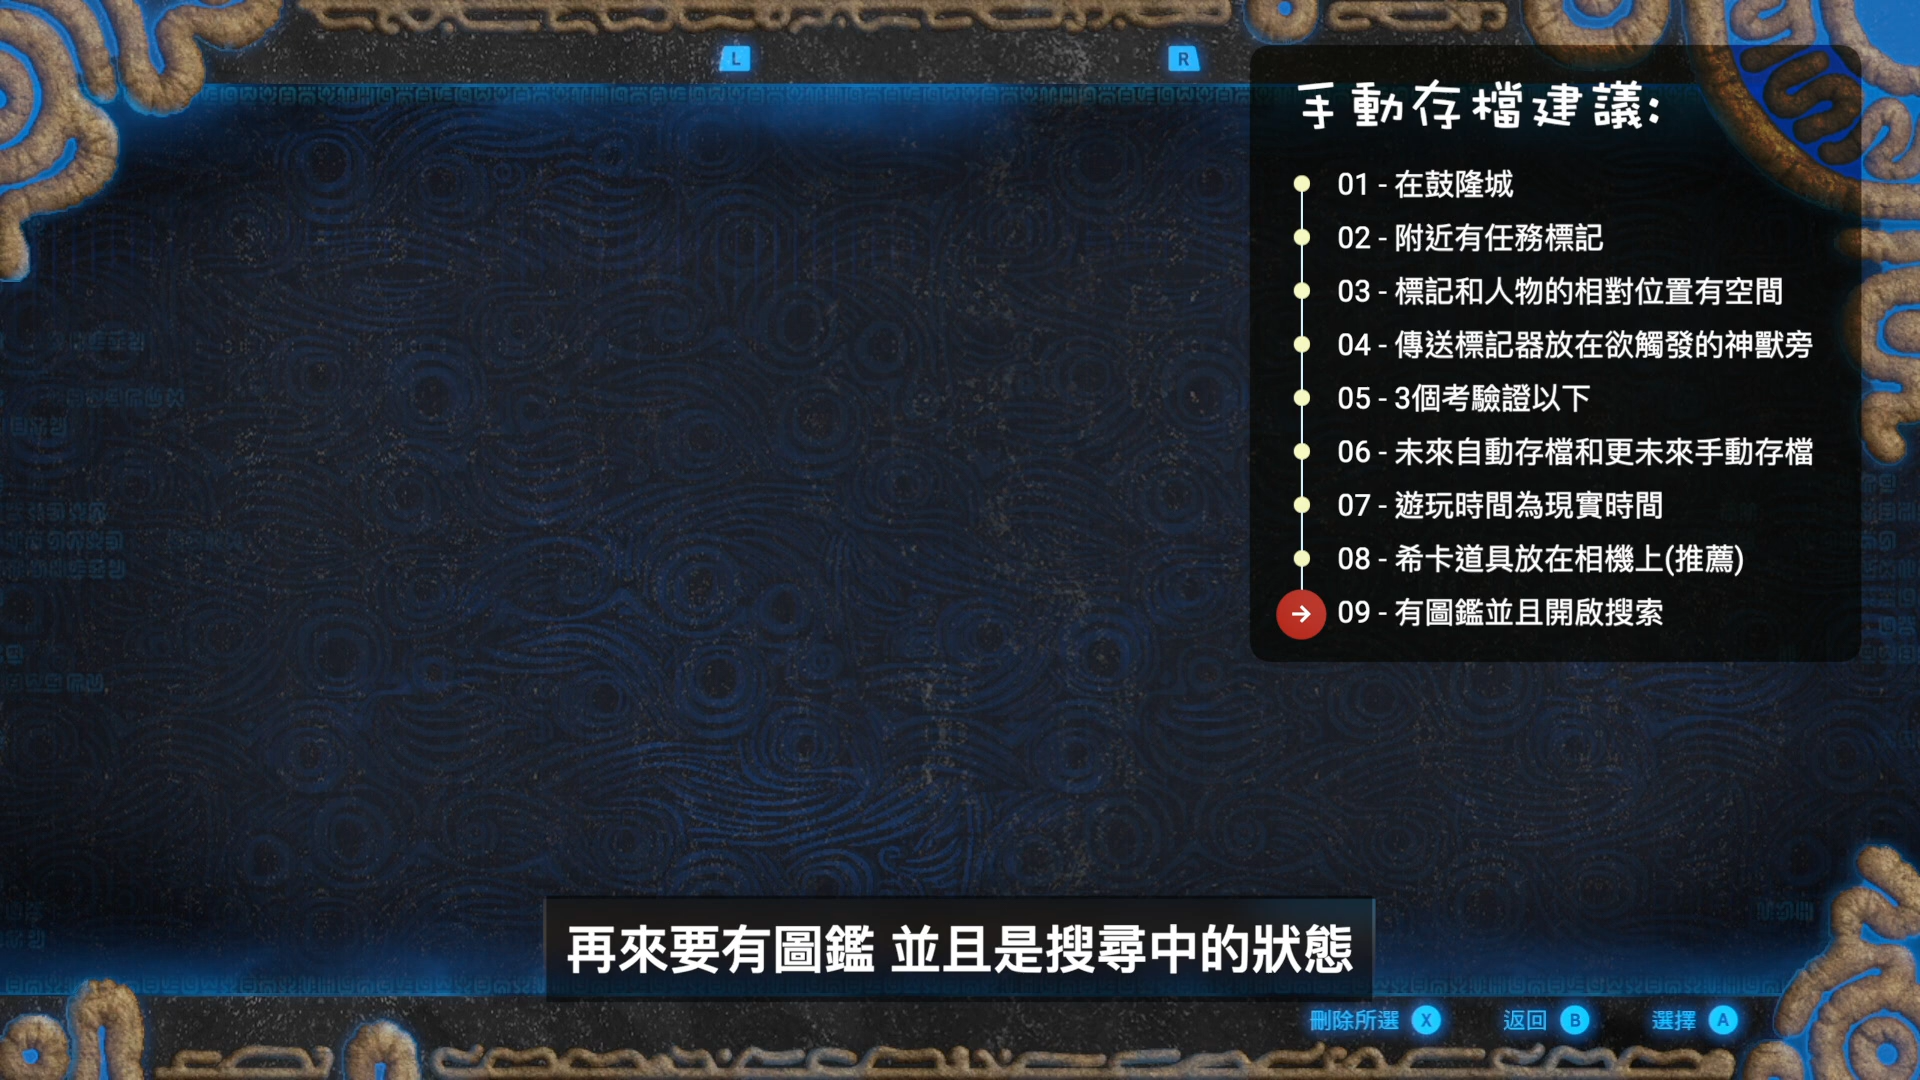 L
R
手動存檔建議:
01 - 在鼓隆城
02 - 附近有任務標記
03 - 標記和人物的相對位置有空間
04 - 傳送標記器放在欲觸發的神獸旁
05 - 3個考驗證以下
06 - 未來自動存檔和更未來手動存檔
07 - 遊玩時間為現實時間
08 - 希卡道具放在相機上(推薦)
09 - 有圖鑑並且開啟搜索
再來要有圖鑑 並且是搜尋中的狀態
刪除所選 X 返回 B 選擇 A